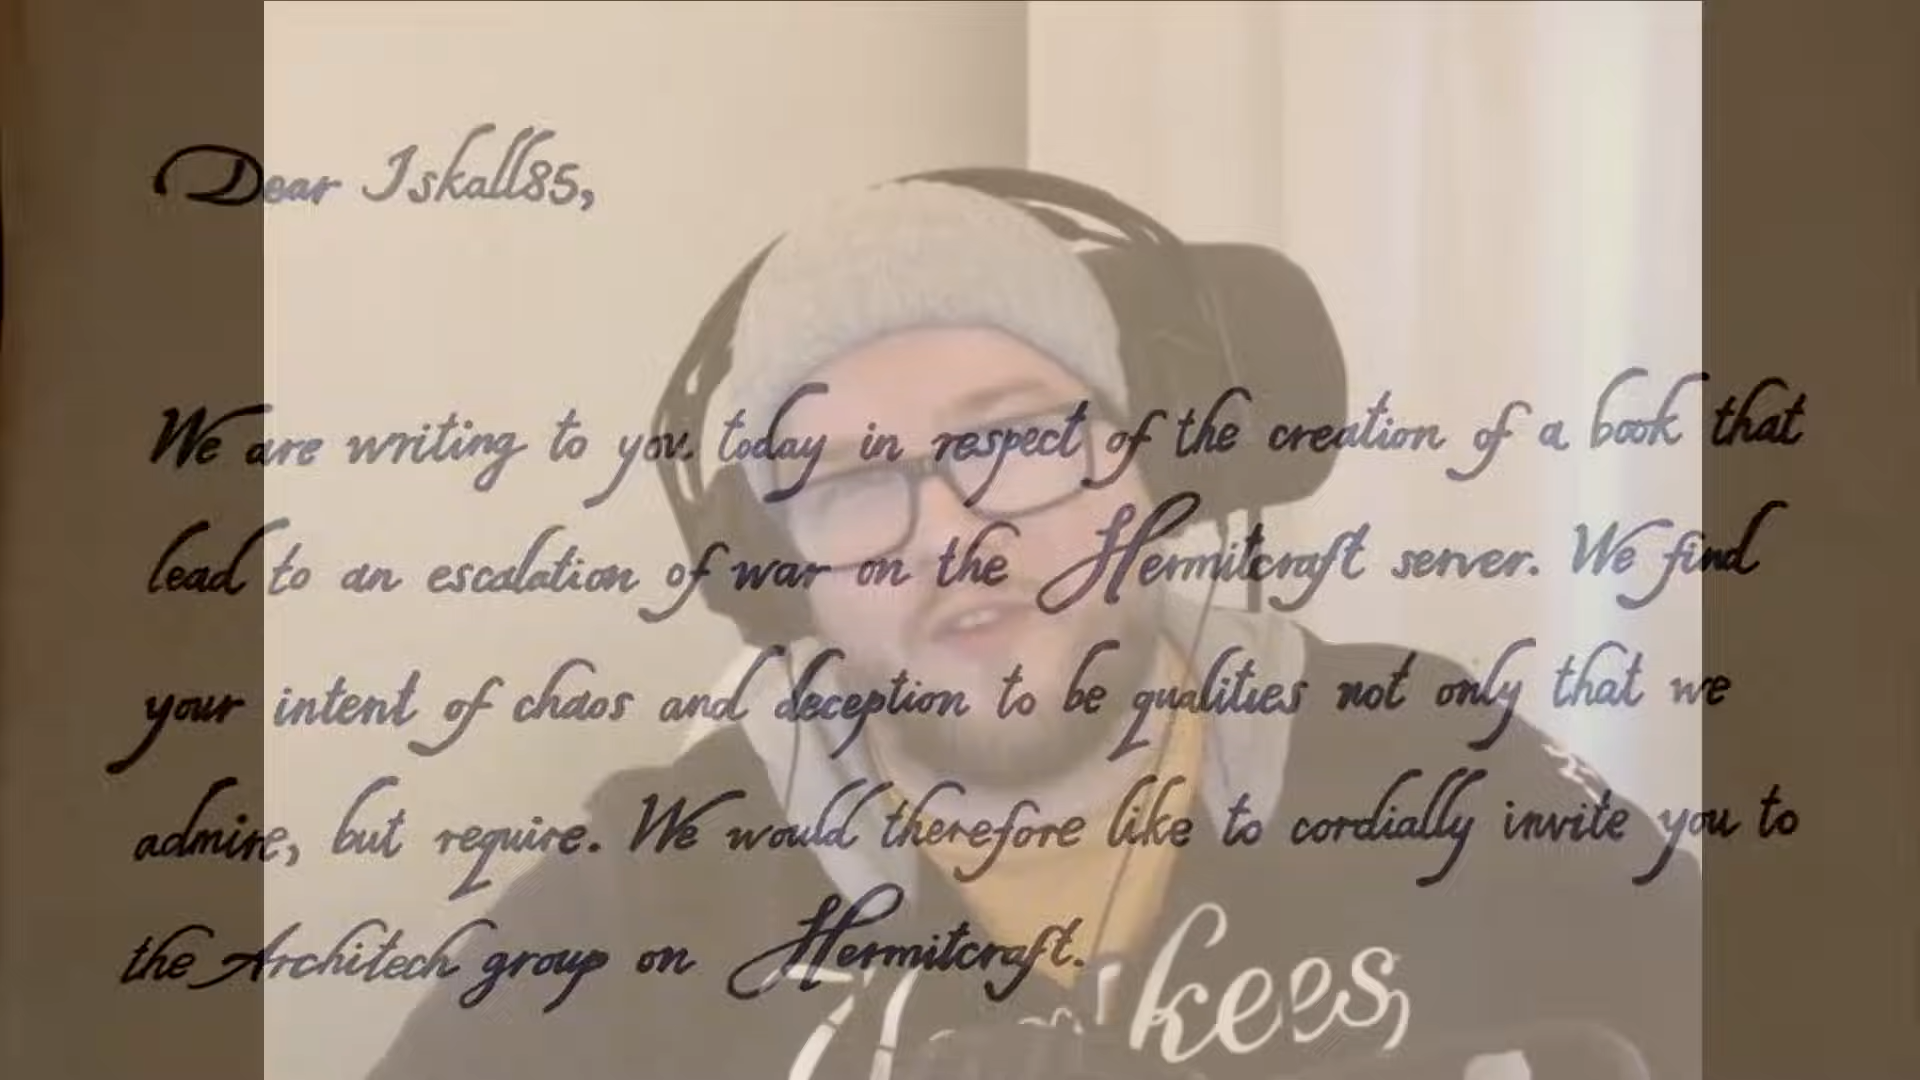 Dear Iskall85,
We are writing to you today in respect of the creation of a book that
lead to an escalation of war on the Hermitcraft server. We find
your intent of chaos and deception to be qualities not only that we
admire, but require. We would therefore like to cordially invite you to
the Architech group on Hermitcraft.